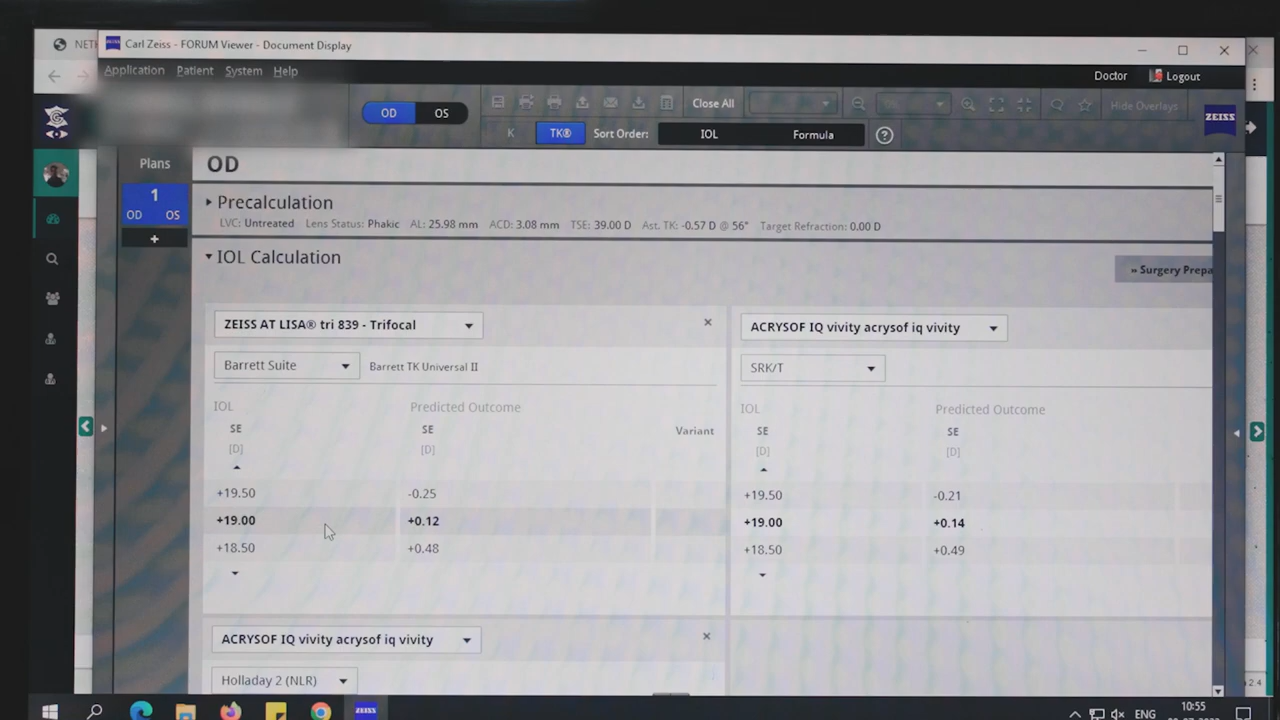 NET
Carl Zeiss - FORUM Viewer - Document Display
Application Patient System Help
Doctor Logout
OD OS
Close All
Hide Overlays
ZEISS
K TK® Sort Order: IOL Formula ?
Plans
OD
1
OD OS
+
Precalculation
LVC: Untreated Lens Status: Phakic AL: 25.98 mm ACD: 3.08 mm TSE: 39.00 D Ast. TK: -0.57 D @ 56° Target Refraction: 0.00 D
IOL Calculation
» Surgery Prepa
ZEISS AT LISA® tri 839 - Trifocal
Barrett Suite Barrett TK Universal II
IOL Predicted Outcome
SE SE Variant
[D] [D]
+19.50 -0.25
+19.00 +0.12
+18.50 +0.48
ACRYSOF IQ vivity acrysof iq vivity
SRK/T
IOL Predicted Outcome
SE SE
[D] [D]
+19.50 -0.21
+19.00 +0.14
+18.50 +0.49
ACRYSOF IQ vivity acrysof iq vivity
Holladay 2 (NLR)
ZEISS
ENG
10:55